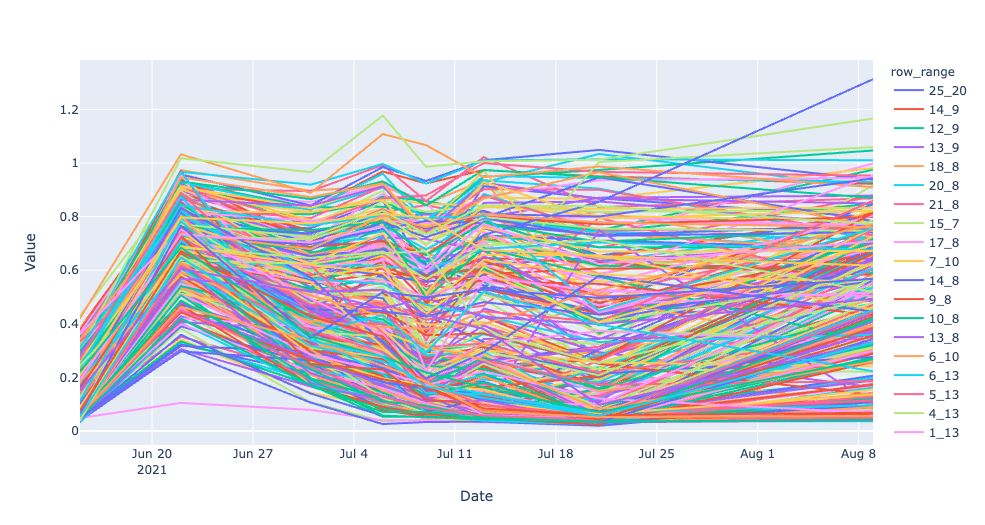 row_range
25_20
14_9
12_9
13_9
18_8
20_8
21_8
15_7
17_8
7_10
14_8
9_8
10_8
13_8
6_10
6_13
5_13
4_13
1_13
Value
1.2
1
0.8
0.6
0.4
0.2
0
Jun 20
2021
Jun 27
Jul 4
Jul 11
Jul 18
Jul 25
Aug 1
Aug 8
Date